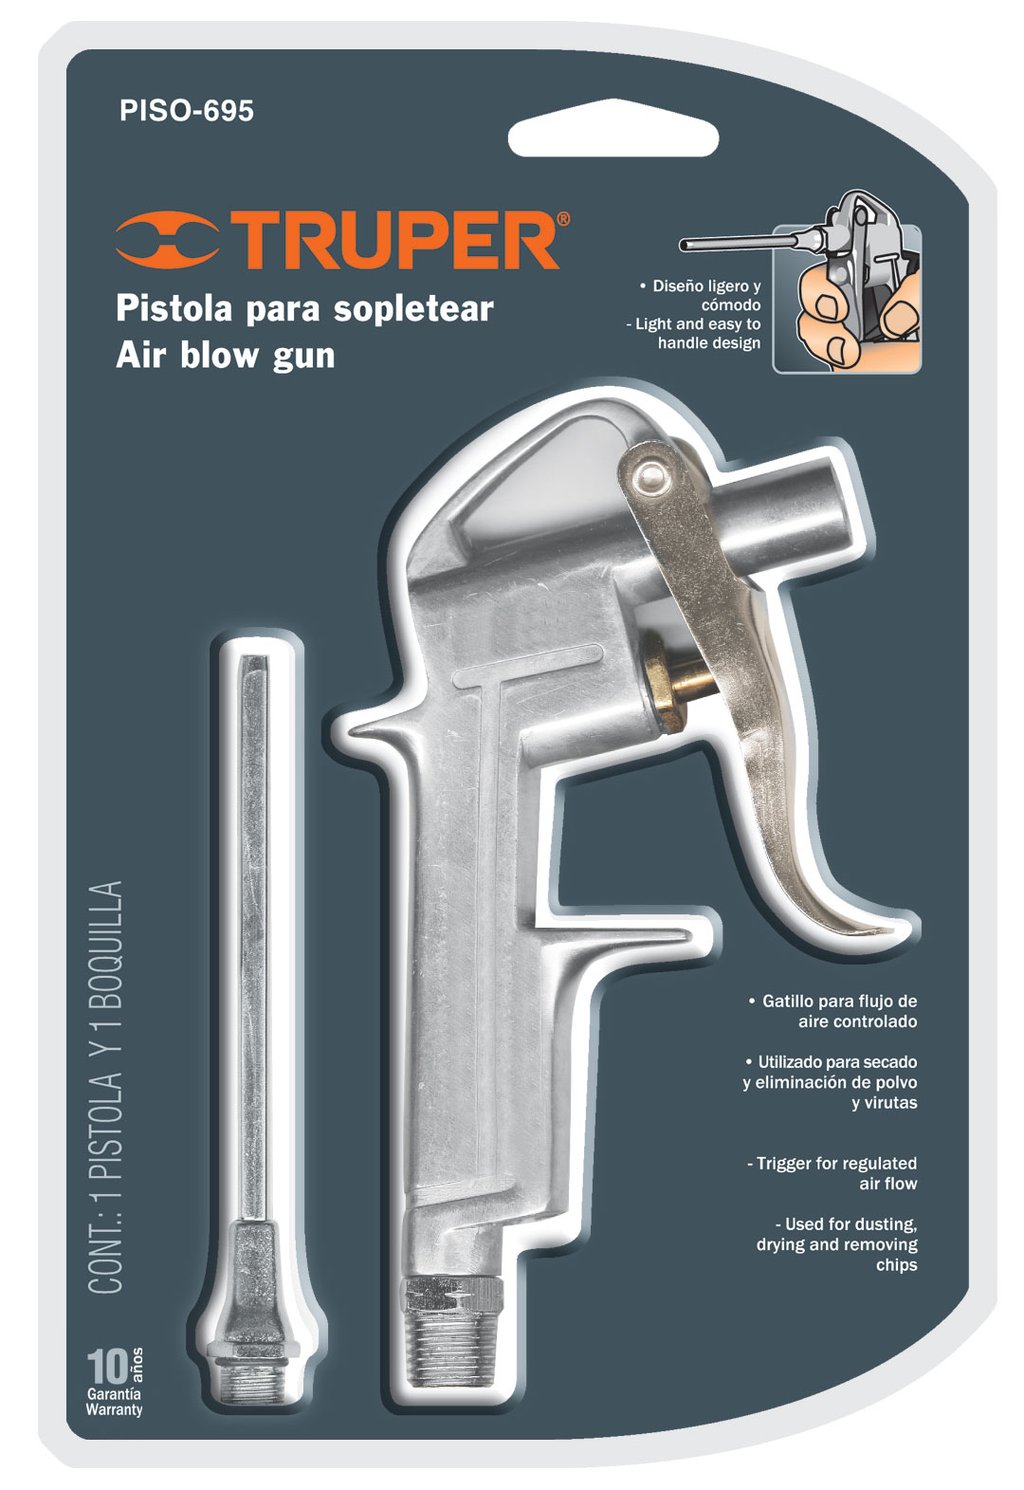 PISO-695
TRUPER®
Pistola para sopletear
Air blow gun
• Diseño ligero y
cómodo
- Light and easy to
handle design
• Gatillo para flujo de
aire controlado
• Utilizado para secado
y eliminación de polvo
y virutas
- Trigger for regulated
air flow
- Used for dusting,
drying and removing
chips
CONT.: 1 PISTOLA Y 1 BOQUILLA
10 años
Garantía
Warranty